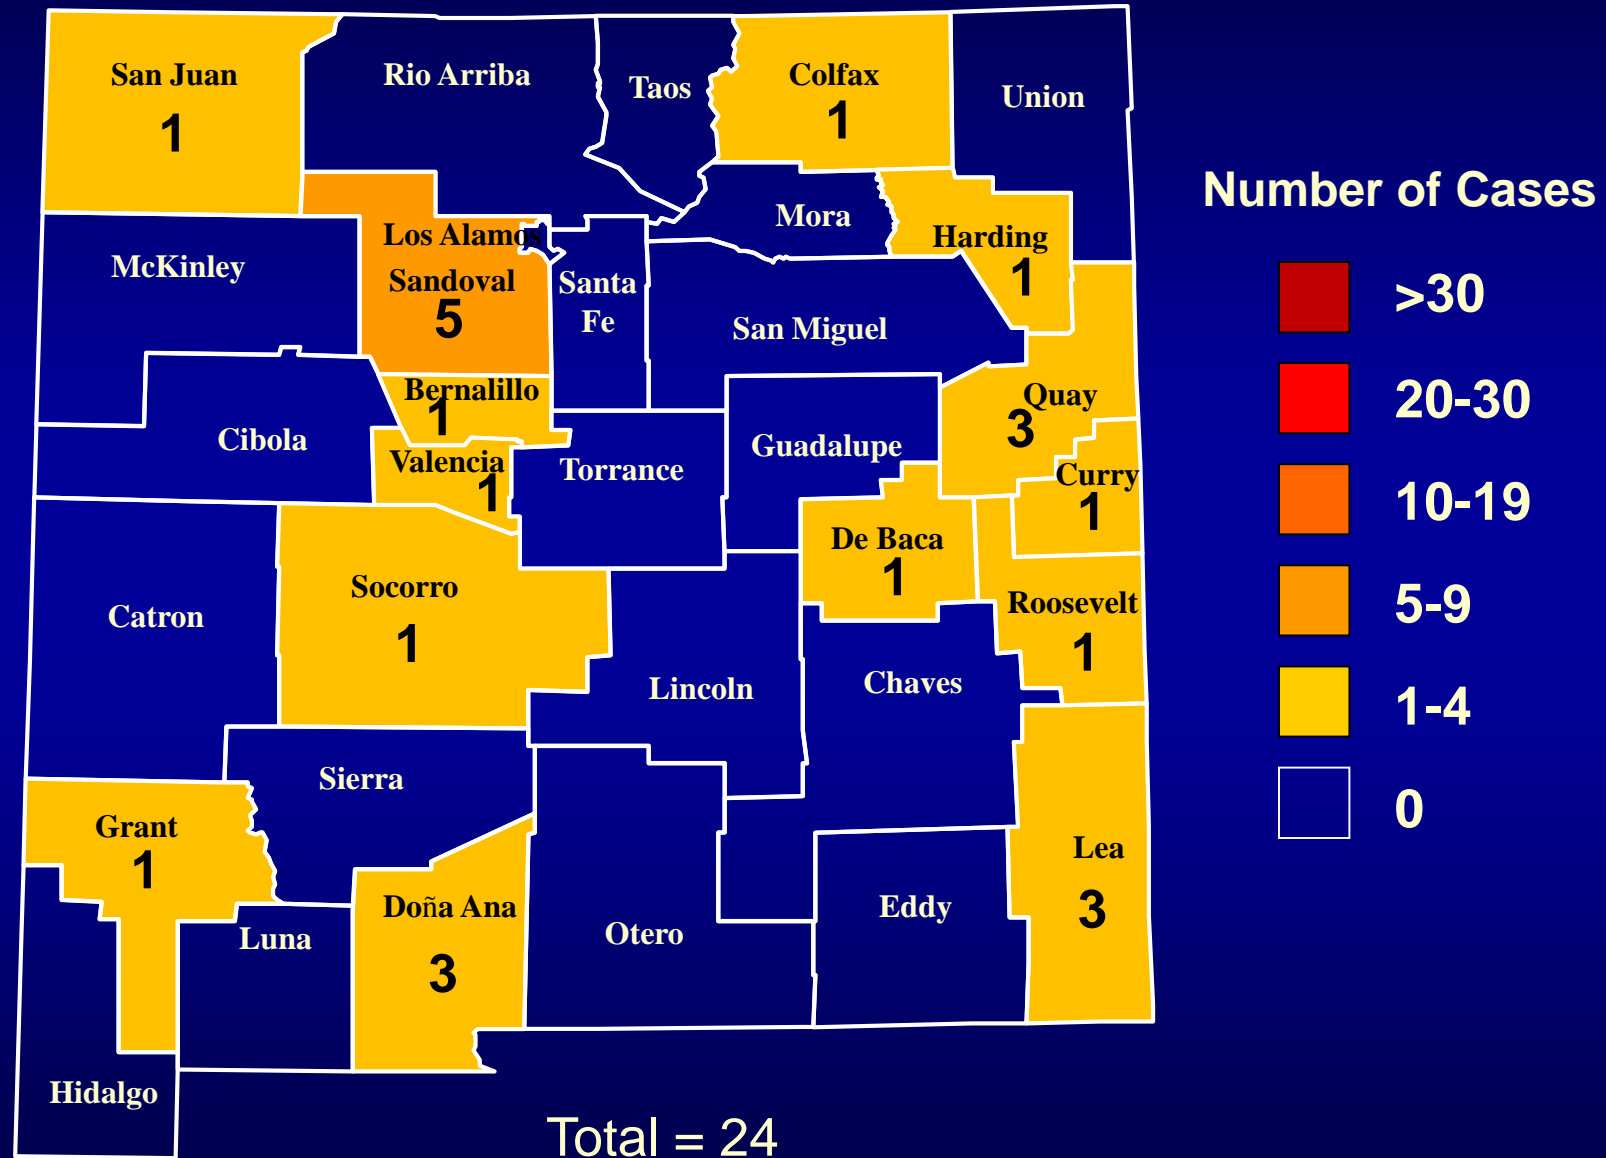 San Juan
1
Rio Arriba
Taos
Colfax
1
Union
Los Alamos
Mora
Harding
1
McKinley
Sandoval
5
Santa
Fe
San Miguel
Bernalillo
1
Quay
3
Cibola
Valencia
1
Torrance
Guadalupe
Curry
1
De Baca
1
Socorro
1
Catron
Roosevelt
1
Lincoln
Chaves
Sierra
Grant
1
Lea
3
Doña Ana
3
Luna
Otero
Eddy
Hidalgo
Number of Cases
>30
20-30
10-19
5-9
1-4
0
Total = 24